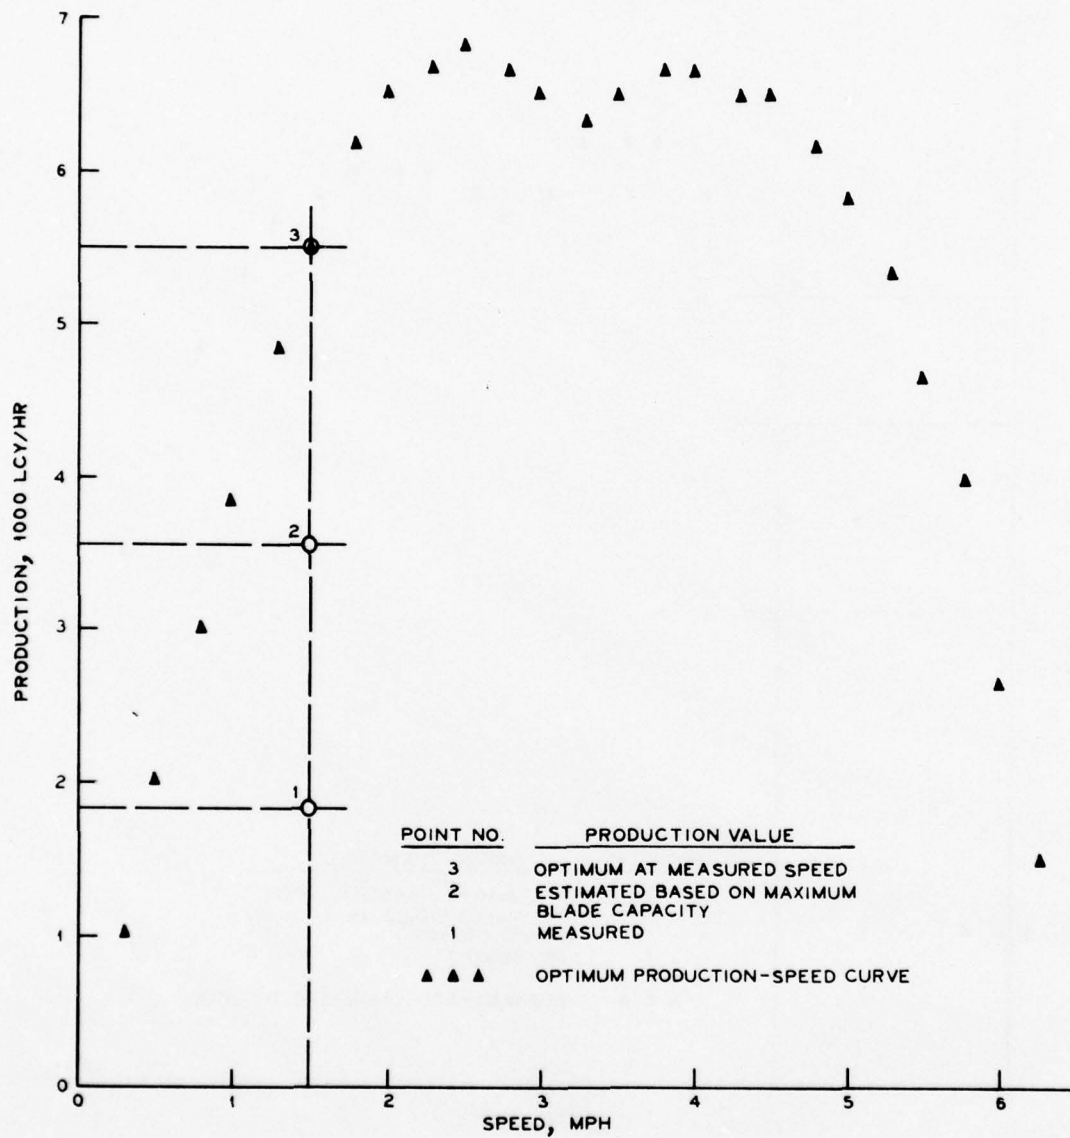 7
6
5
4
3
2
1
0
PRODUCTION, 1000 LCY/HR
3
2
1
POINT NO. PRODUCTION VALUE
3 OPTIMUM AT MEASURED SPEED
2 ESTIMATED BASED ON MAXIMUM
BLADE CAPACITY
1 MEASURED
OPTIMUM PRODUCTION-SPEED CURVE
0 1 2 3 4 5 6
SPEED, MPH